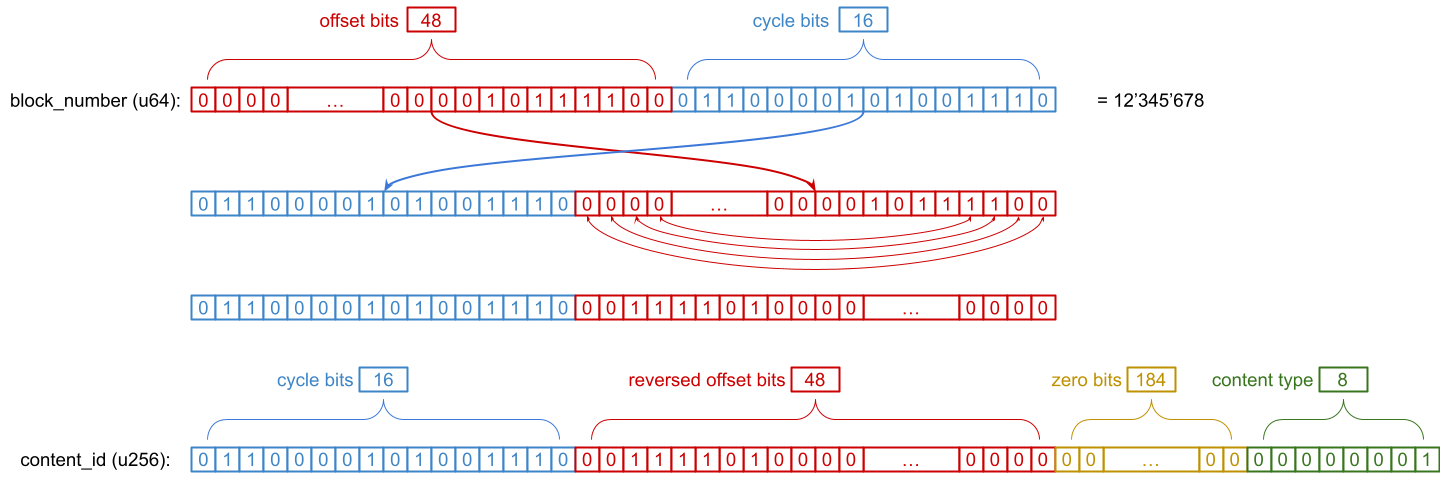 offset bits 48 cycle bits 16
block_number (u64): 0 0 0 0 ... 0 0 0 0 1 0 1 1 1 1 0 0 0 1 1 0 0 0 0 1 0 1 0 0 1 1 1 0 = 12’345’678
0 1 1 0 0 0 0 1 0 1 0 0 1 1 1 0 0 0 0 0 ... 0 0 0 0 1 0 1 1 1 1 0 0
0 1 1 0 0 0 0 1 0 1 0 0 1 1 1 0 0 0 1 1 1 1 0 1 0 0 0 0 ... 0 0 0 0
cycle bits 16 reversed offset bits 48 zero bits 184 content type 8
content_id (u256): 0 1 1 0 0 0 0 1 0 1 0 0 1 1 1 0 0 0 1 1 1 1 0 1 0 0 0 0 ... 0 0 0 0 0 0 ... 0 0 0 0 0 0 0 0 0 1